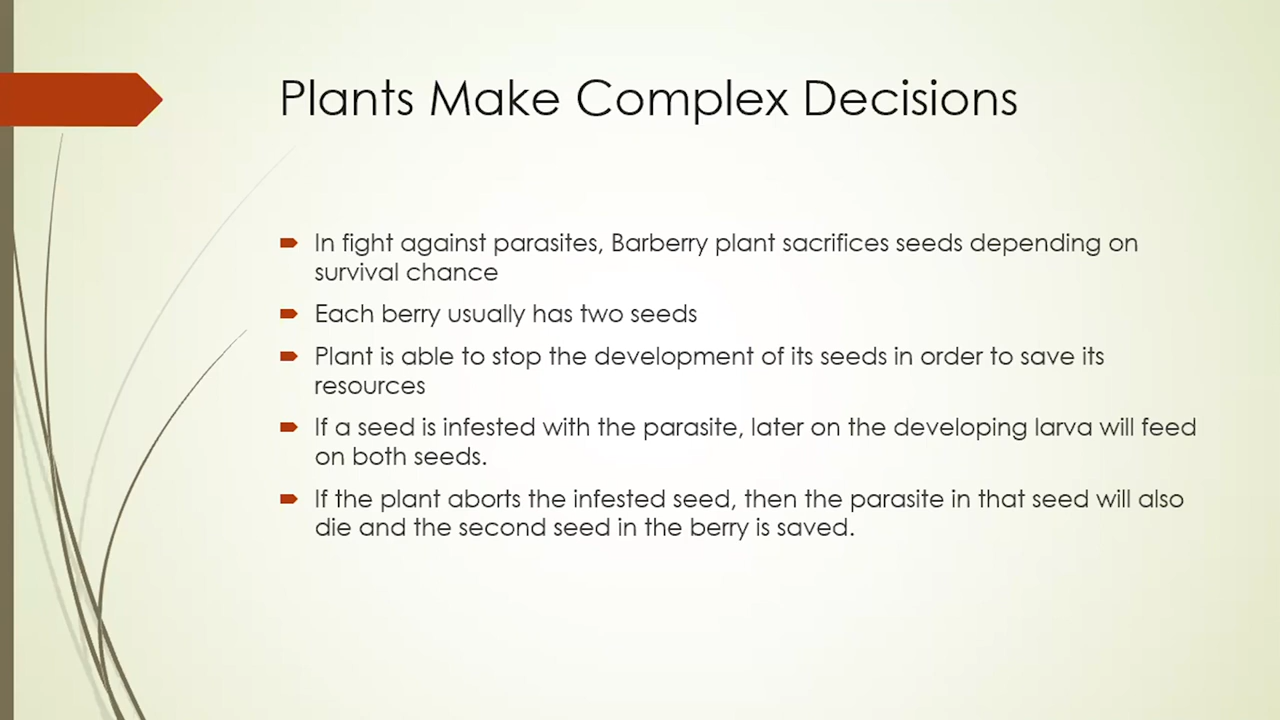 Plants Make Complex Decisions
In fight against parasites, Barberry plant sacrifices seeds depending on
survival chance
Each berry usually has two seeds
Plant is able to stop the development of its seeds in order to save its
resources
If a seed is infested with the parasite, later on the developing larva will feed
on both seeds.
If the plant aborts the infested seed, then the parasite in that seed will also
die and the second seed in the berry is saved.